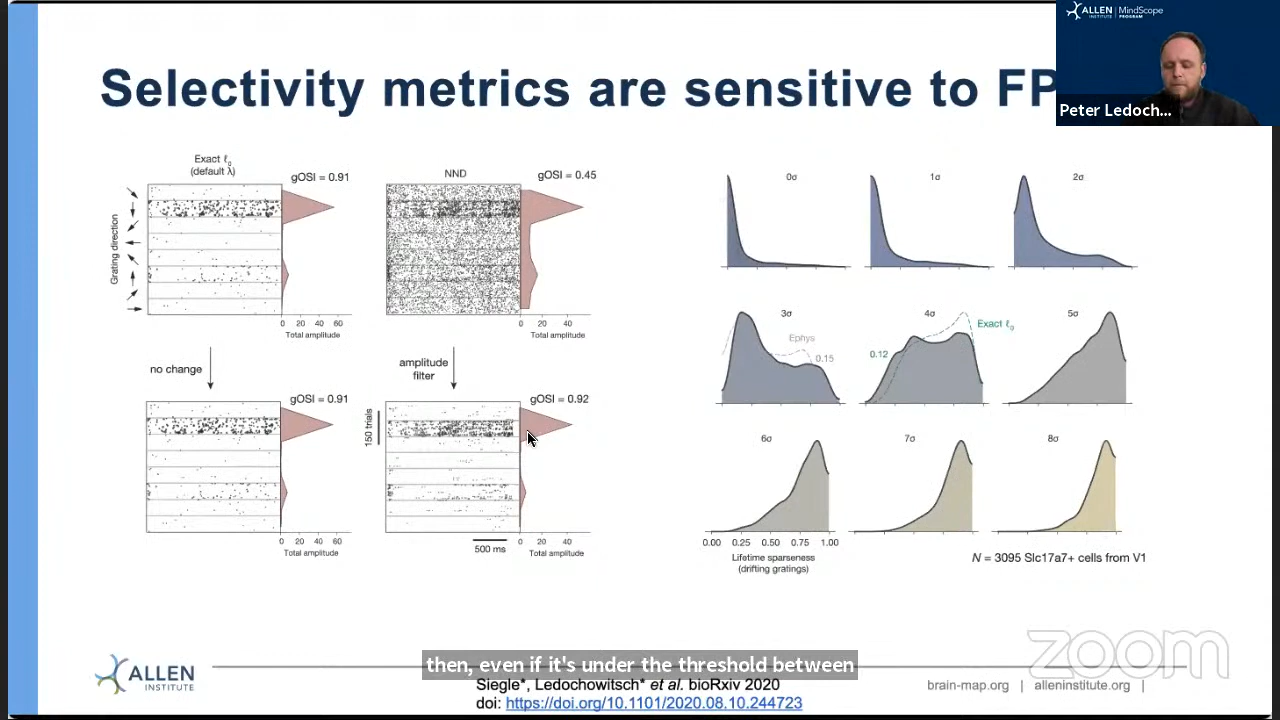 ALLEN INSTITUTE | MindScope PROGRAM
Peter Ledoch...
Selectivity metrics are sensitive to FP
Exact ℓ0
(default λ)
gOSI = 0.91
NND
gOSI = 0.45
Grating direction
0 20 40 60
Total amplitude
0 20 40
Total amplitude
no change
amplitude
filter
gOSI = 0.91
gOSI = 0.92
150 trials
0 20 40 60
Total amplitude
500 ms
0 20 40
Total amplitude
0σ
1σ
2σ
3σ
Ephys
0.15
4σ
Exact ℓ0
0.12
5σ
6σ
7σ
8σ
0.00 0.25 0.50 0.75 1.00
Lifetime sparseness
(drifting gratings)
N = 3095 Slc17a7+ cells from V1
zoom
then, even if it's under the threshold between
ALLEN
INSTITUTE
Siegle*, Ledochowitsch* et al. bioRxiv 2020
doi: https://doi.org/10.1101/2020.08.10.244723
brain-map.org | alleninstitute.org |